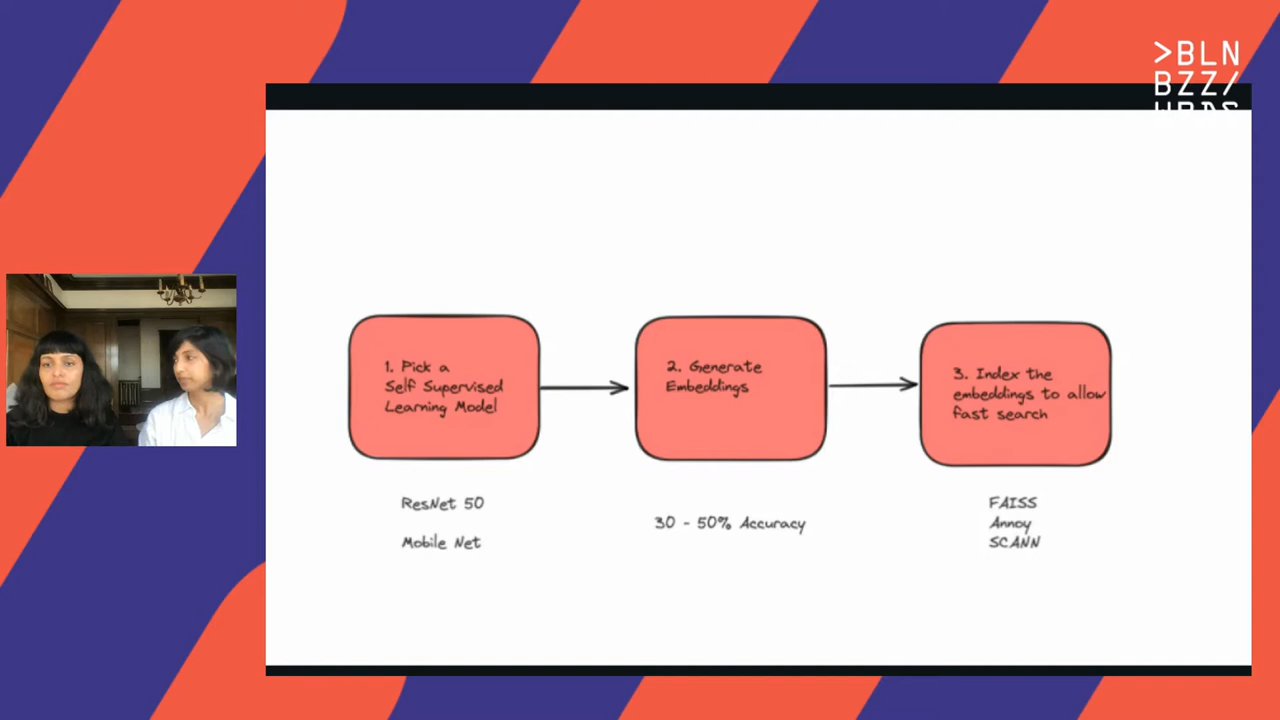 >BLN
BZZ/
1. Pick a
Self Supervised
Learning Model
2. Generate
Embeddings
3. Index the
embeddings to allow
fast search
ResNet 50
Mobile Net
30 - 50% Accuracy
FAISS
Annoy
SCANN